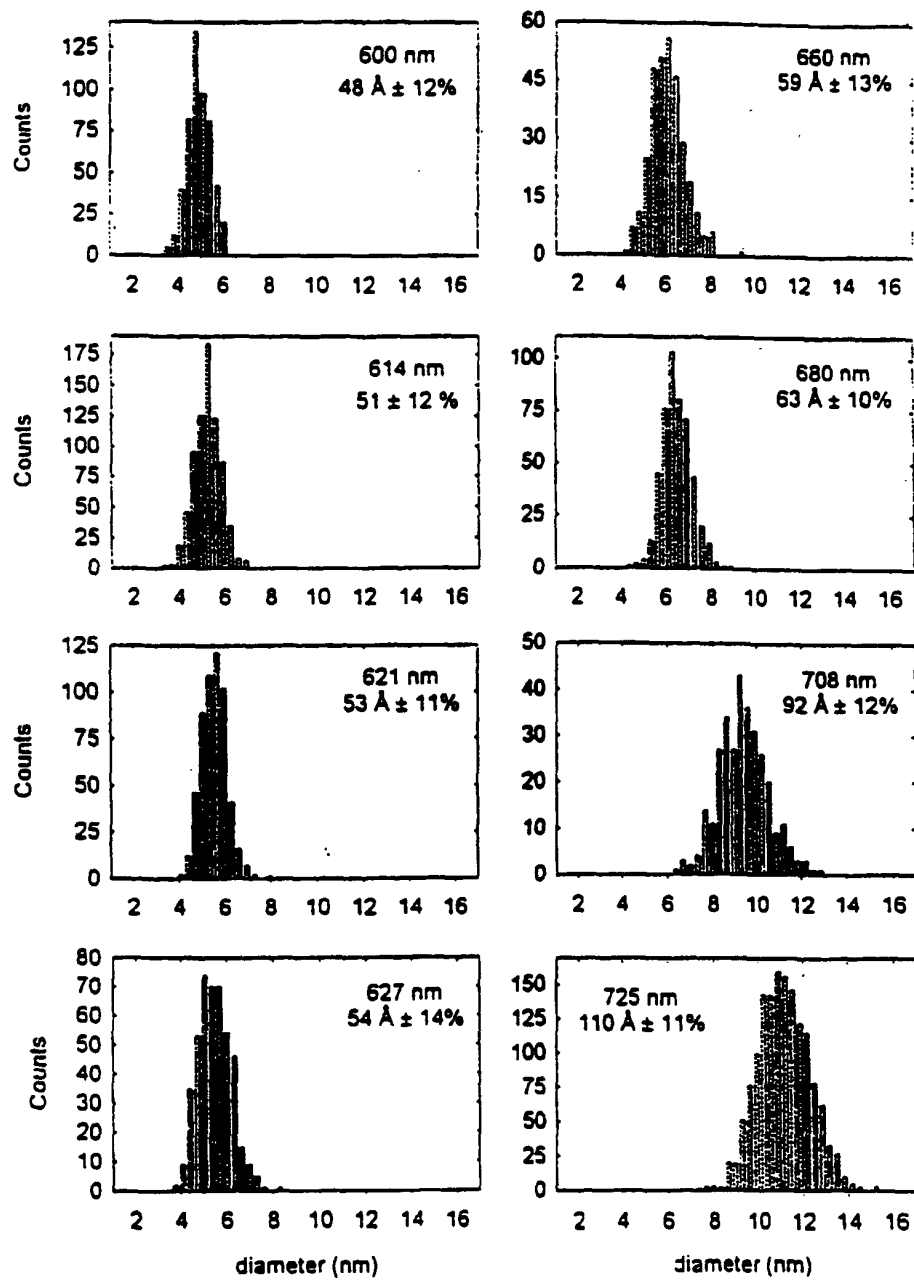 600 nm
48 Å ± 12%
Counts
125
100
75
50
25
0
2 4 6 8 10 12 14 16
660 nm
59 Å ± 13%
60
45
30
15
0
2 4 6 8 10 12 14 16
614 nm
51 ± 12 %
Counts
175
150
125
100
75
50
25
0
2 4 6 8 10 12 14 16
680 nm
63 Å ± 10%
100
75
50
25
0
2 4 6 8 10 12 14 16
621 nm
53 Å ± 11%
Counts
125
100
75
50
25
0
2 4 6 8 10 12 14 16
708 nm
92 Å ± 12%
50
40
30
20
10
0
2 4 6 8 10 12 14 16
627 nm
54 Å ± 14%
Counts
80
70
60
50
40
30
20
10
0
2 4 6 8 10 12 14 16
diameter (nm)
725 nm
110 Å ± 11%
150
125
100
75
50
25
0
2 4 6 8 10 12 14 16
diameter (nm)